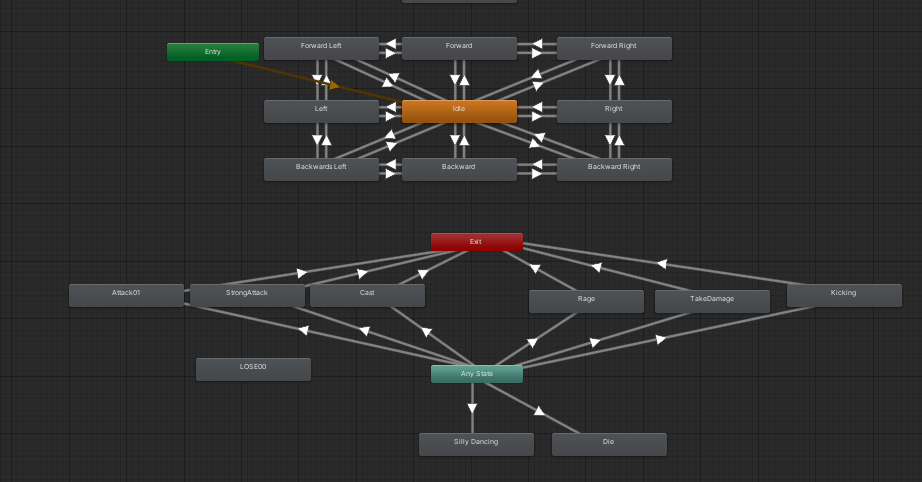 Forward Left
Forward
Forward Right
Entry
Left
Idle
Right
Backwards Left
Backward
Backward Right
Exit
Attack01
StrongAttack
Cast
Rage
TakeDamage
Kicking
LOSE00
Any State
Silly Dancing
Die